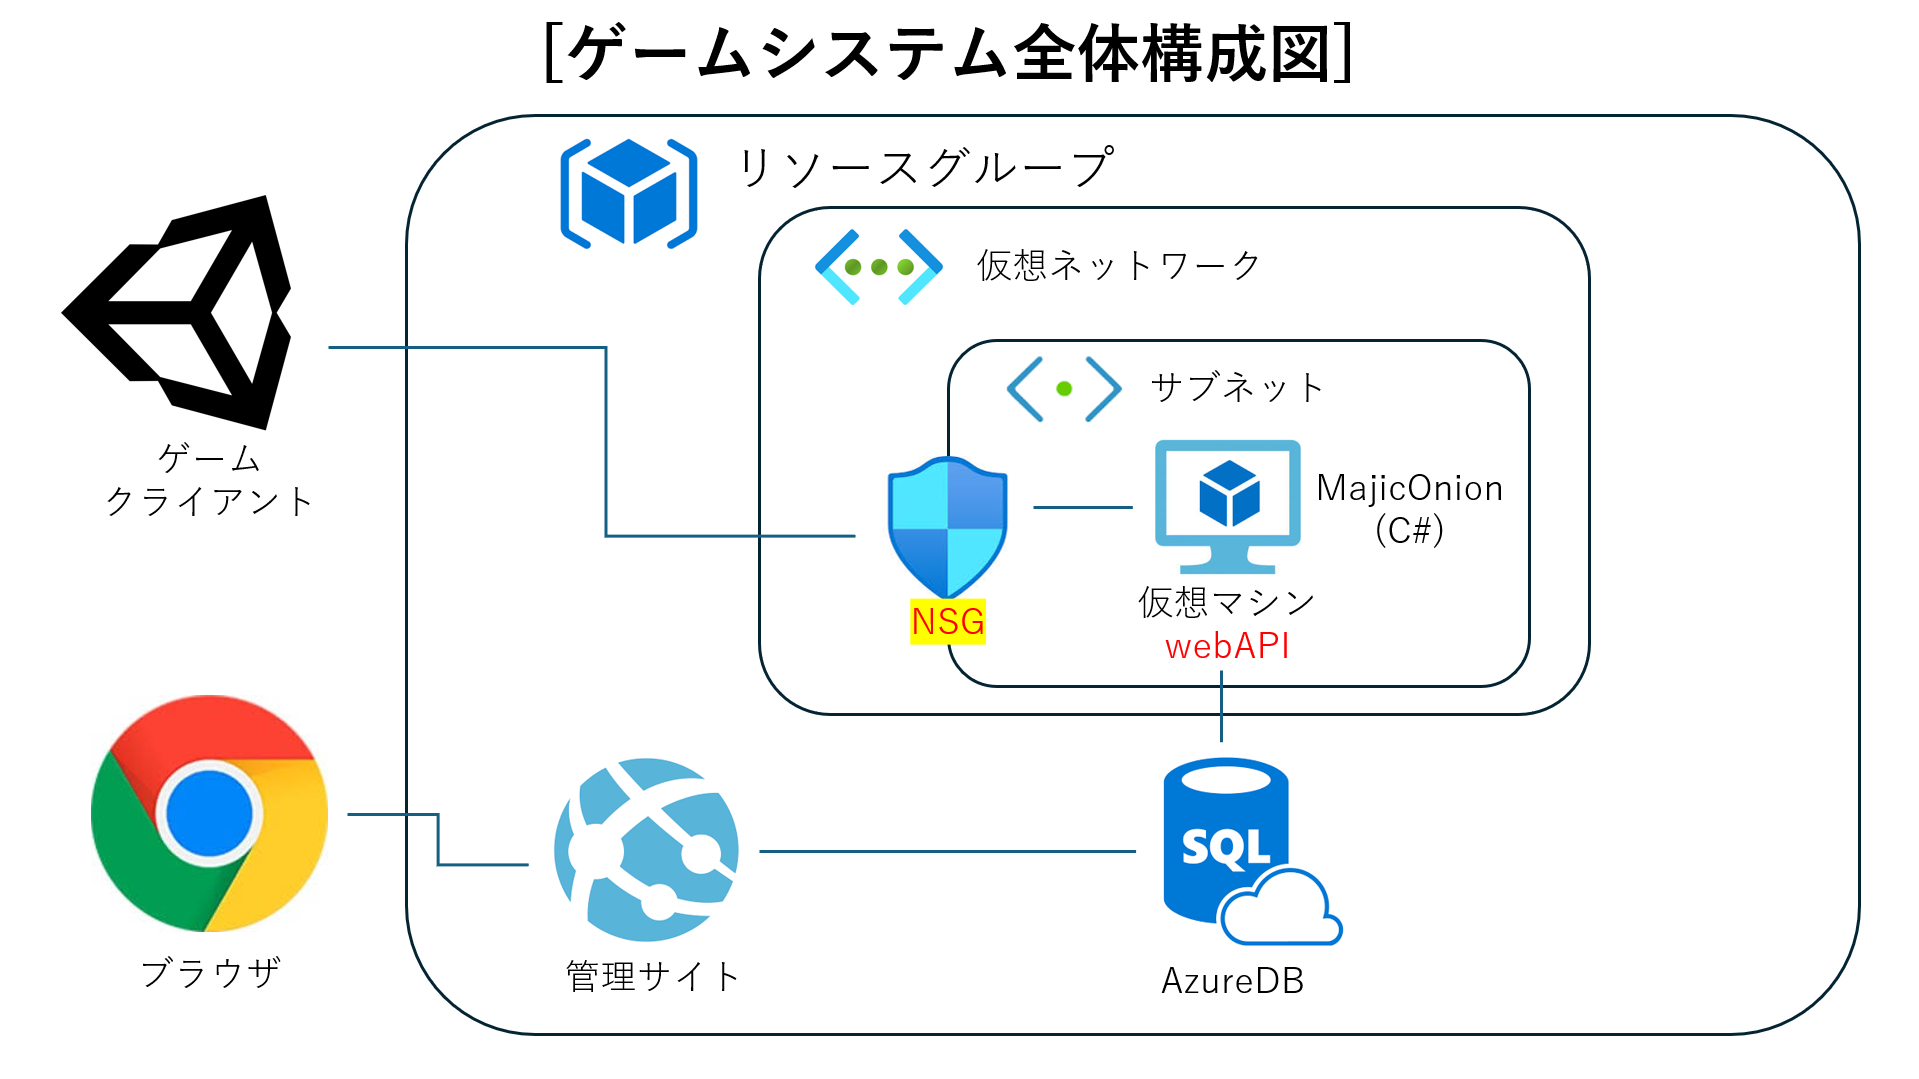 [ゲームシステム全体構成図]
リソースグループ
仮想ネットワーク
サブネット
ゲーム
クライアント
MajicOnion
(C#)
仮想マシン
webAPI
NSG
SQL
ブラウザ
管理サイト
AzureDB